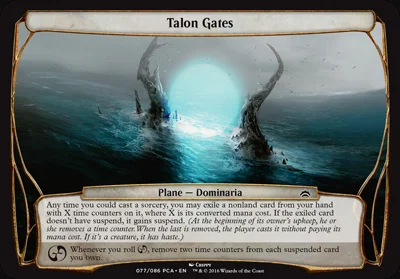 Talon Gates
Plane — Dominaria
Any time you could cast a sorcery, you may exile a nonland card from your hand
with X time counters on it, where X is its converted mana cost. If the exiled card
doesn't have suspend, it gains suspend. (At the beginning of its owner's upkeep, he or
she removes a time counter. When the last is removed, the player casts it without paying its
mana cost. If it's a creature, it has haste.)
Whenever you roll , remove two time counters from each suspended card
you own.
Crippy
077/086 PCA • EN ™ & © 2016 Wizards of the Coast